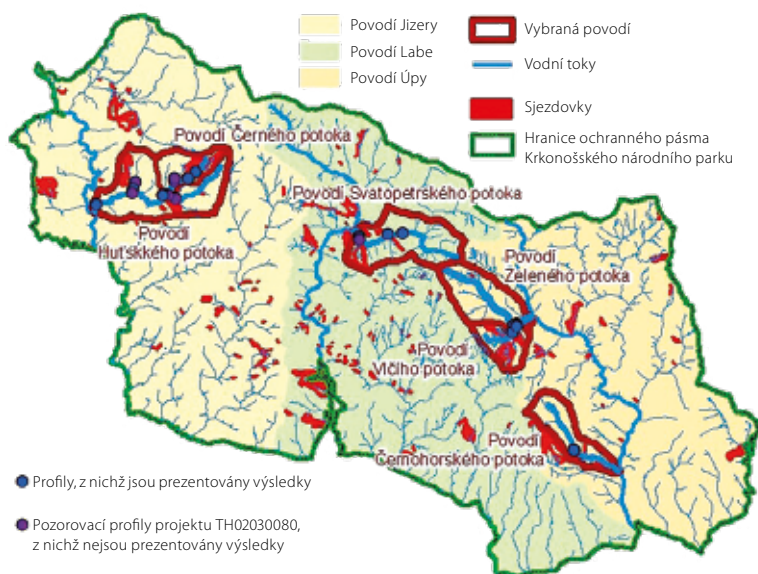 Povodí Jizery
Povodí Labe
Povodí Úpy
Vybraná povodí
Vodní toky
Sjezdovky
Hranice ochranného pásma
Krkonošského národního parku
Povodí Černého potoka
Povodí Svatopetrského potoka
Povodí
Huťskkého potoka
Povodí
Zeleného potoka
Povodí
Vlčího potoka
Povodí
Černohorského potoka
Profily, z nichž jsou prezentovány výsledky
Pozorovací profily projektu TH02030080,
z nichž nejsou prezentovány výsledky